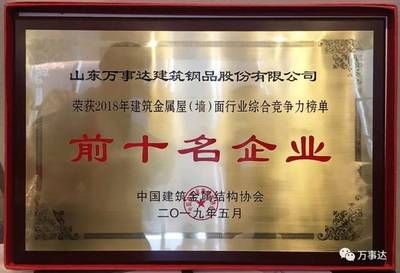 山东万事达建筑钢品股份有限公司
荣获2018年建筑金属屋(墙)面行业综合竞争力榜单
前十名企业
中国建筑金属结构协会
二〇一九年五月
万事达